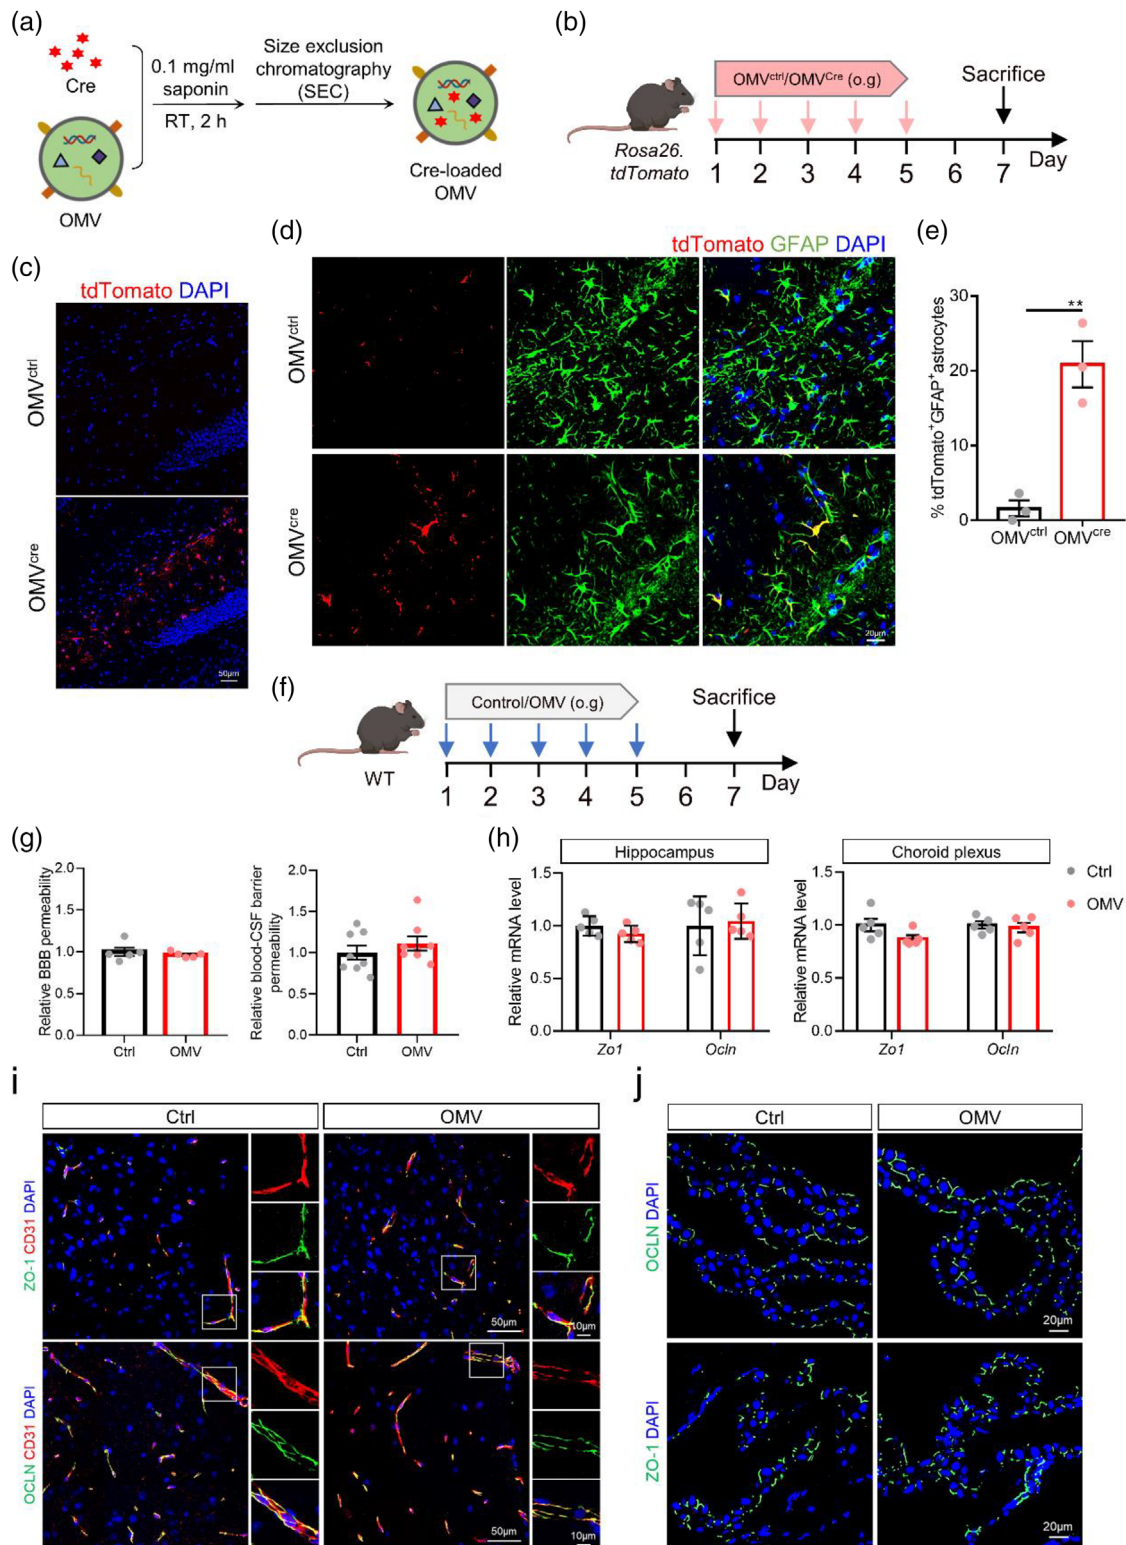 (a)
Cre
OMV
0.1 mg/ml
saponin
RT, 2 h
Size exclusion
chromatography
(SEC)
Cre-loaded
OMV
(b)
Rosa26.
tdTomato
OMVctrl/OMVCre (o.g)
Sacrifice
1 2 3 4 5 6 7
Day
(c)
tdTomato DAPI
OMVctrl
OMVcre
50μm
(d)
tdTomato GFAP DAPI
OMVctrl
OMVcre
20μm
(e)
% tdTomato+GFAP+astrocytes
30
20
10
0
**
OMVctrl OMVcre
(f)
WT
Control/OMV (o.g)
Sacrifice
1 2 3 4 5 6 7
Day
(g)
Relative BBB permeability
2.0
1.5
1.0
0.5
0.0
Ctrl OMV
Relative blood-CSF barrier
permeability
2.0
1.5
1.0
0.5
0.0
Ctrl OMV
(h)
Hippocampus
Relative mRNA level
1.5
1.0
0.5
0.0
Zo1 Ocln
Choroid plexus
Relative mRNA level
1.5
1.0
0.5
0.0
Zo1 Ocln
Ctrl
OMV
i
Ctrl OMV
ZO-1 CD31 DAPI
50μm
10μm
OCLN CD31 DAPI
50μm
10μm
j
Ctrl OMV
OCLN DAPI
20μm
ZO-1 DAPI
20μm